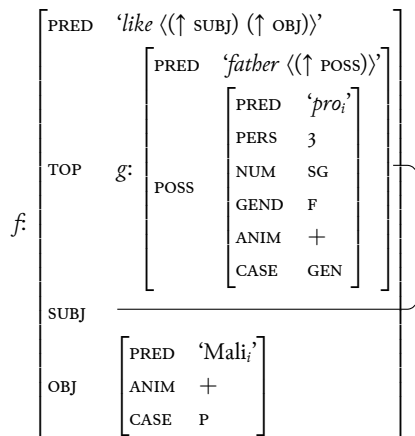 PRED ‘like ⟨(↑ SUBJ) (↑ OBJ)⟩’
PRED ‘father ⟨(↑ POSS)⟩’
PRED ‘proᵢ’
PERS 3
f: TOP g: NUM SG
POSS GEND F
ANIM +
CASE GEN
SUBJ
PRED ‘Maliᵢ’
OBJ ANIM +
CASE P